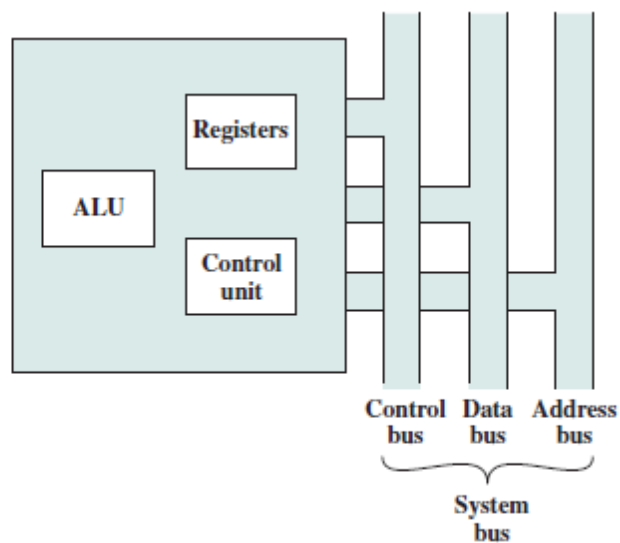 Registers
ALU
Control
unit
Control Data Address
bus bus bus
System
bus